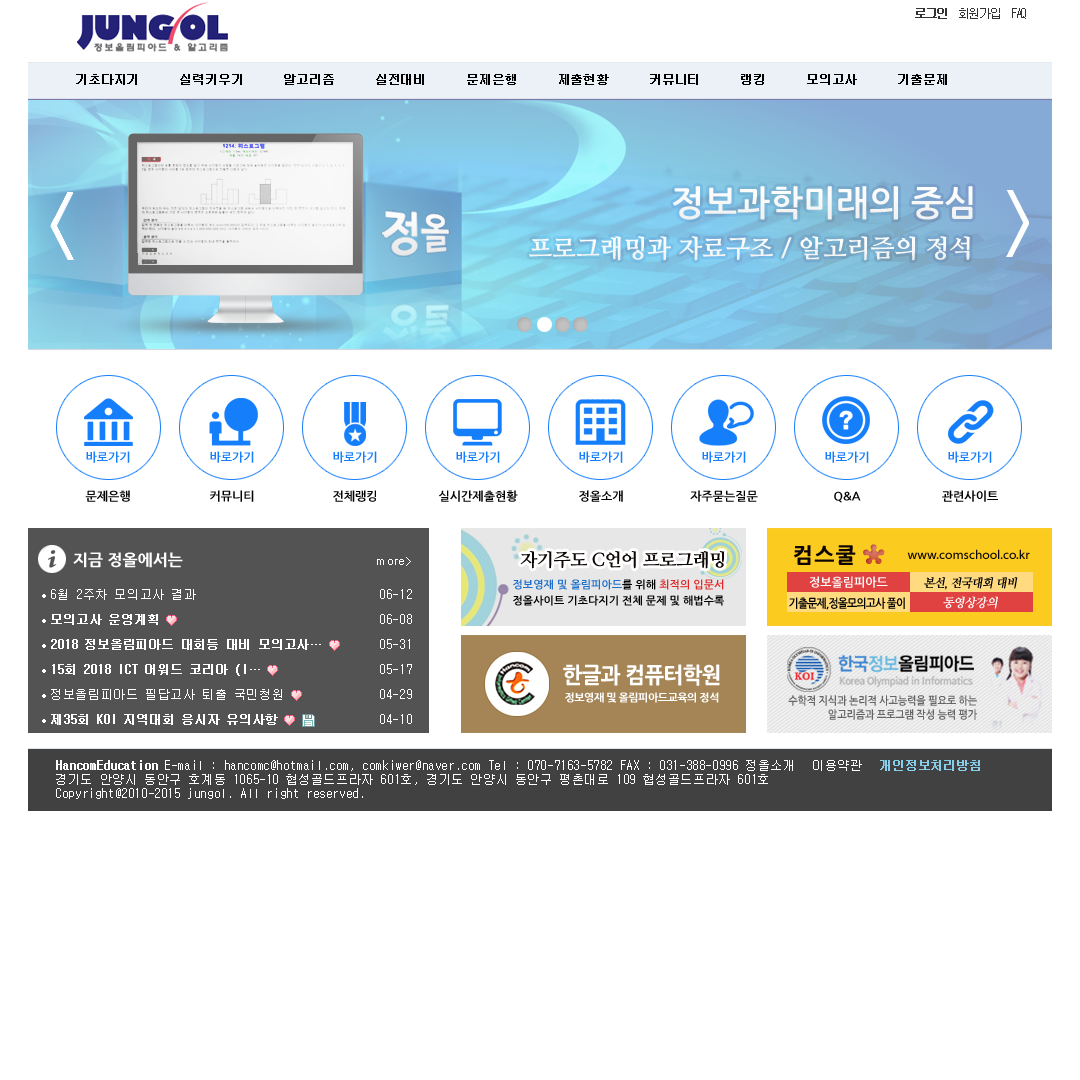 JUNGOL
정보올림피아드 & 알고리즘
로그인 회원가입 FAQ
기초다지기 실력키우기 알고리즘 실전대비 문제은행 제출현황 커뮤니티 랭킹 모의고사 기출문제
1214: 히스토그램
정올
정보과학미래의 중심
프로그래밍과 자료구조 / 알고리즘의 정석
바로가기 바로가기 바로가기 바로가기 바로가기 바로가기 바로가기 바로가기
문제은행 커뮤니티 전체랭킹 실시간제출현황 정올소개 자주묻는질문 Q&A 관련사이트
지금 정올에서는
more>
6월 2주차 모의고사 결과 06-12
모의고사 운영계획 06-08
2018 정보올림피아드 대회등 대비 모의고사… 05-31
15회 2018 ICT 어워드 코리아 (I… 05-17
정보올림피아드 필답고사 퇴출 국민청원 04-29
제35회 KOI 지역대회 응시자 유의사항 04-10
자기주도 C언어 프로그래밍
정보영재 및 올림피아드를 위해 최적의 입문서
정올사이트 기초다지기 전체 문제 및 해법수록
컴스쿨 www.comschool.co.kr
정보올림피아드 본선, 전국대회 대비
기출문제,정올모의고사 풀이 동영상강의
Hancom
한글과 컴퓨터학원
정보영재 및 올림피아드교육의 정석
KOI
한국정보올림피아드
Korea Olympiad in Informatics
수학적 지식과 논리적 사고능력을 필요로 하는
알고리즘과 프로그램 작성 능력 평가
HancomEducation E-mail : hancomc@hotmail.com, comkiwer@naver.com Tel : 070-7163-5782 FAX : 031-388-0996 정올소개 이용약관 개인정보처리방침
경기도 안양시 동안구 호계동 1065-10 협성골드프라자 601호, 경기도 안양시 동안구 평촌대로 109 협성골드프라자 601호
Copyright@2010-2015 jungol. All right reserved.